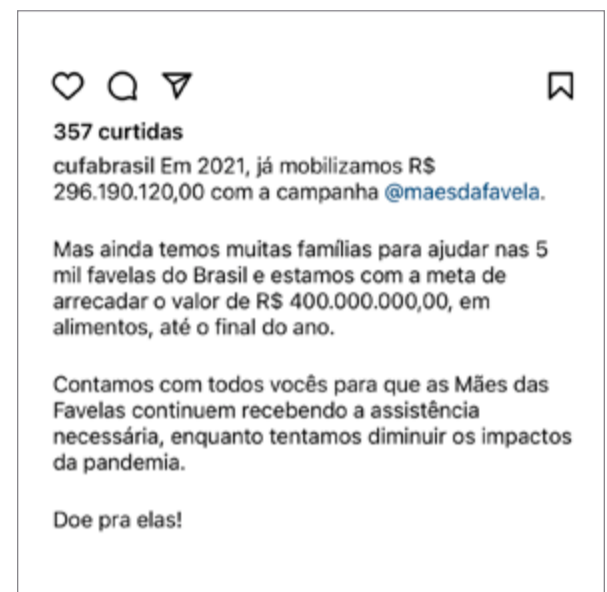 357 curtidas
cufabrasil Em 2021, já mobilizamos R$
296.190.120,00 com a campanha @maesdafavela.
Mas ainda temos muitas famílias para ajudar nas 5
mil favelas do Brasil e estamos com a meta de
arrecadar o valor de R$ 400.000.000,00, em
alimentos, até o final do ano.
Contamos com todos vocês para que as Mães das
Favelas continuem recebendo a assistência
necessária, enquanto tentamos diminuir os impactos
da pandemia.
Doe pra elas!